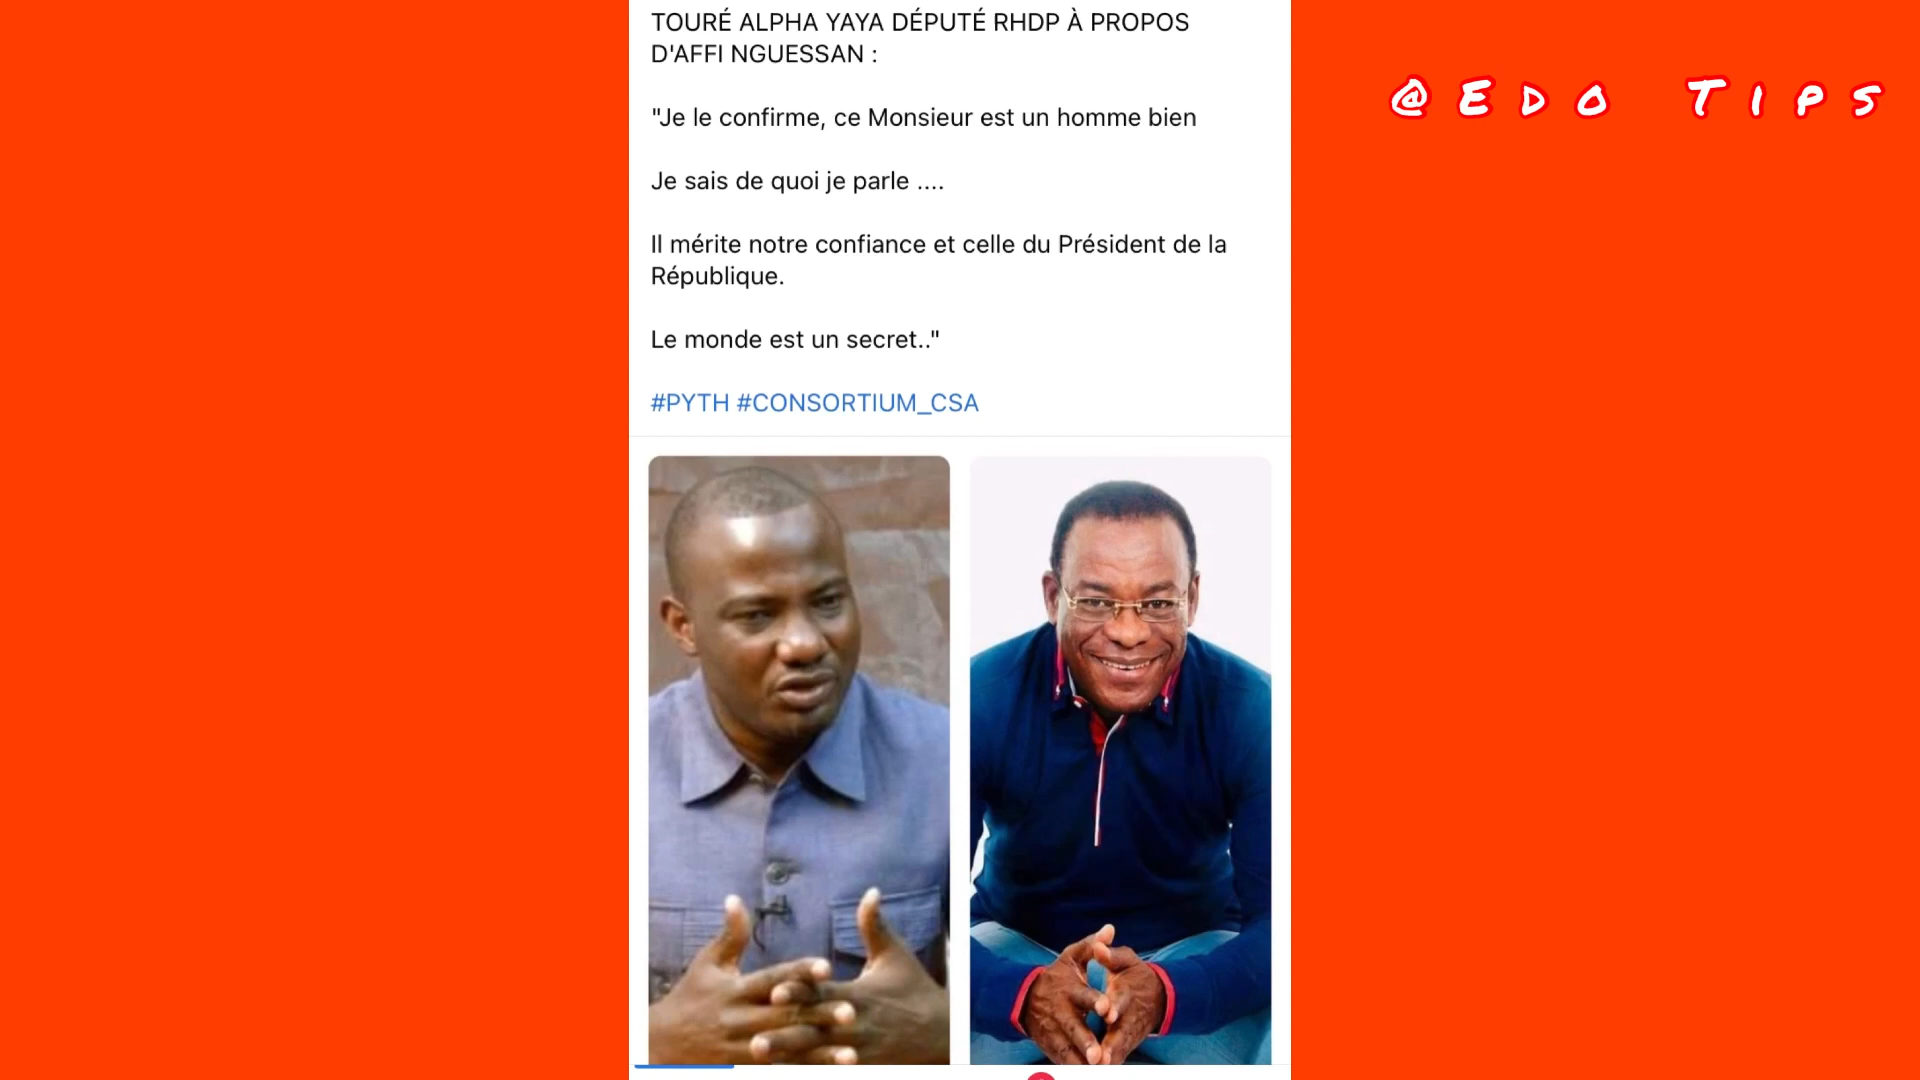 TOURÉ ALPHA YAYA DÉPUTÉ RHDP À PROPOS
D'AFFI NGUESSAN :
"Je le confirme, ce Monsieur est un homme bien
Je sais de quoi je parle ....
Il mérite notre confiance et celle du Président de la
République.
Le monde est un secret.."
#PYTH #CONSORTIUM_CSA
@Edo Tips